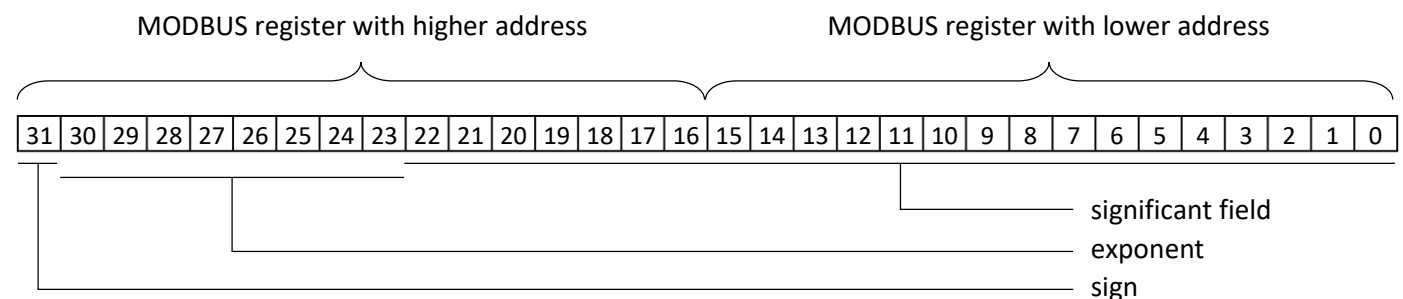 MODBUS register with higher address MODBUS register with lower address
31 30 29 28 27 26 25 24 23 22 21 20 19 18 17 16 15 14 13 12 11 10 9 8 7 6 5 4 3 2 1 0
significant field
exponent
sign